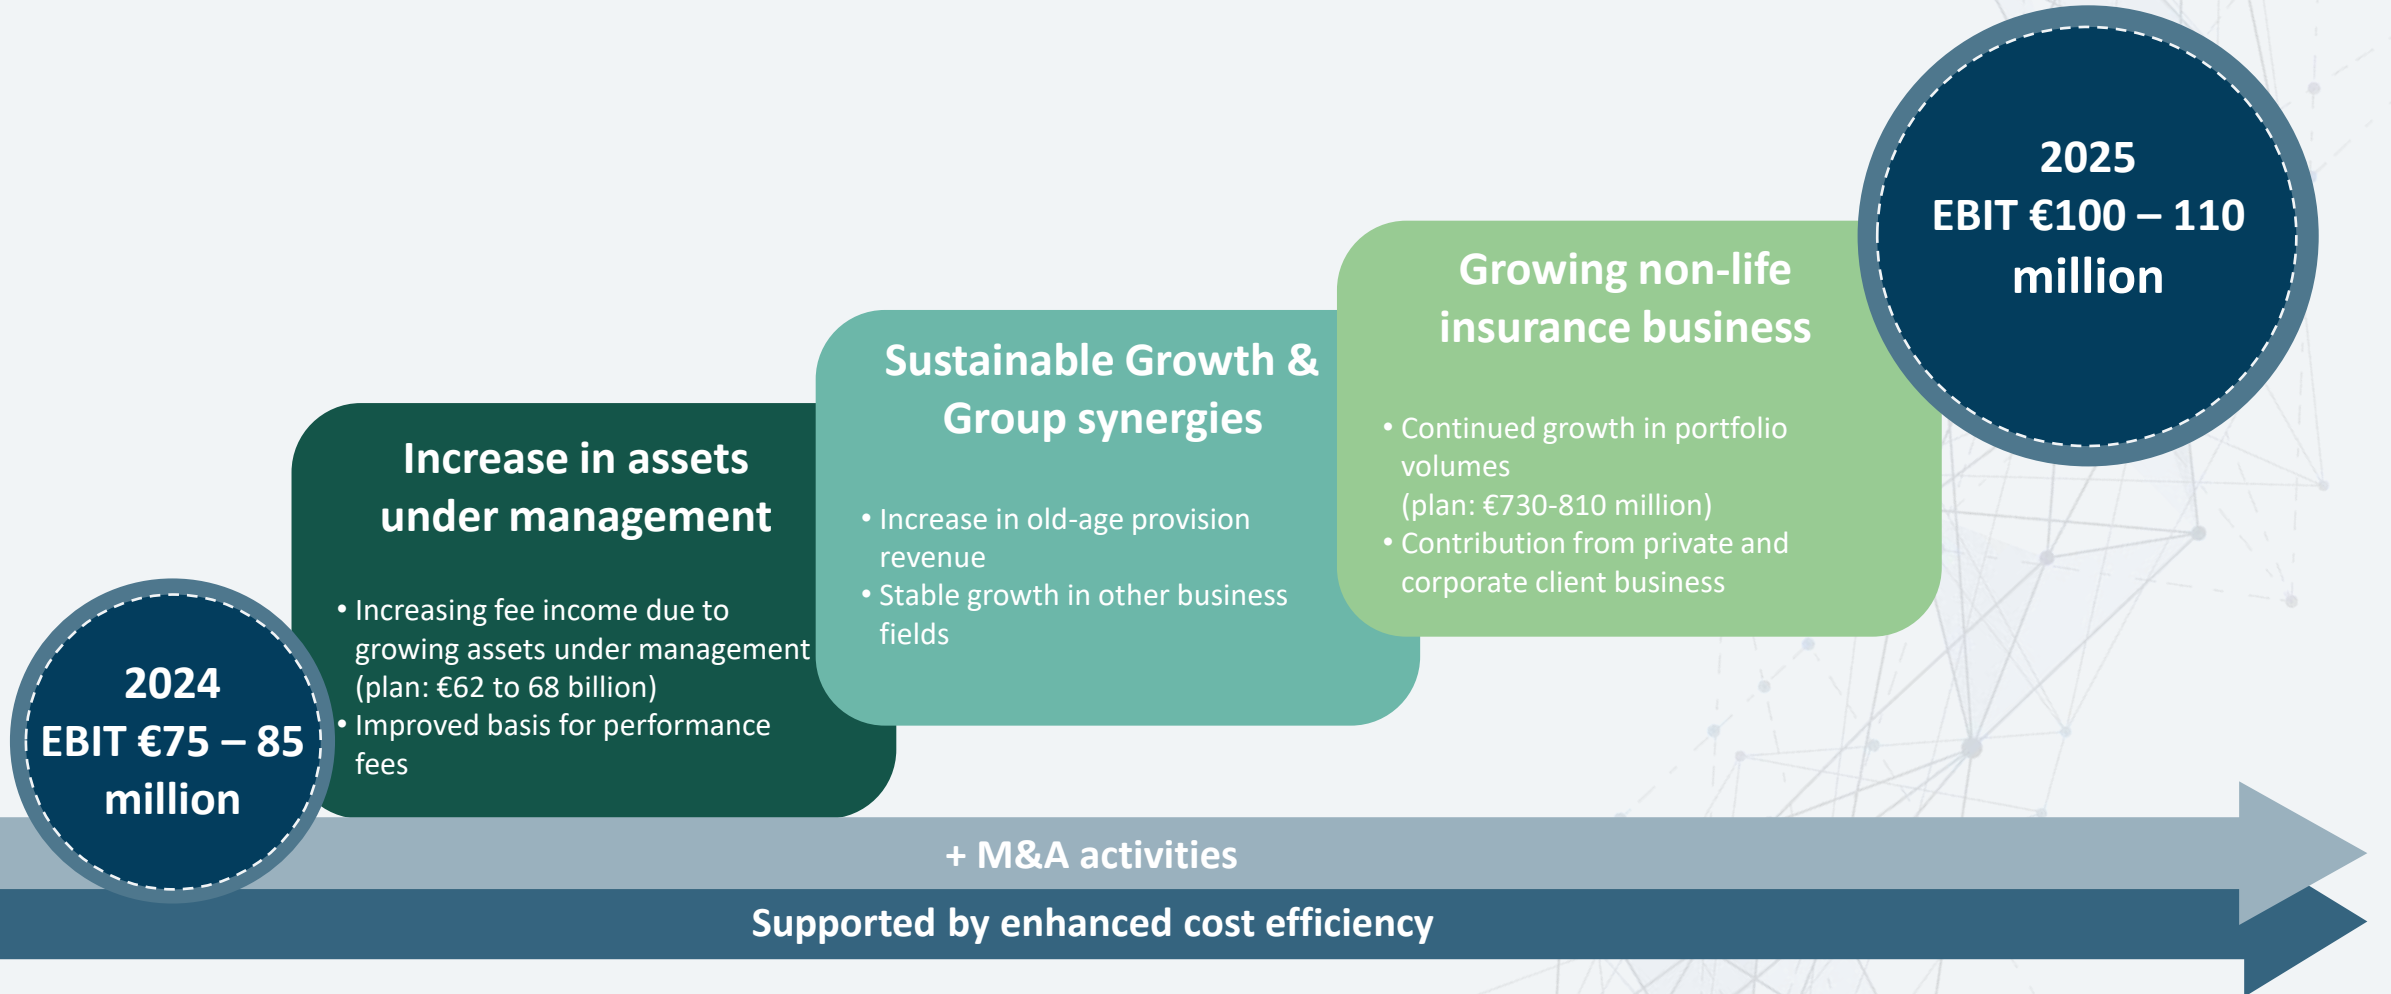 2024
EBIT €75 – 85
million
Increase in assets
under management
• Increasing fee income due to
growing assets under management
(plan: €62 to 68 billion)
• Improved basis for performance
fees
Sustainable Growth &
Group synergies
• Increase in old-age provision
revenue
• Stable growth in other business
fields
Growing non-life
insurance business
• Continued growth in portfolio
volumes
(plan: €730-810 million)
• Contribution from private and
corporate client business
2025
EBIT €100 – 110
million
+ M&A activities
Supported by enhanced cost efficiency